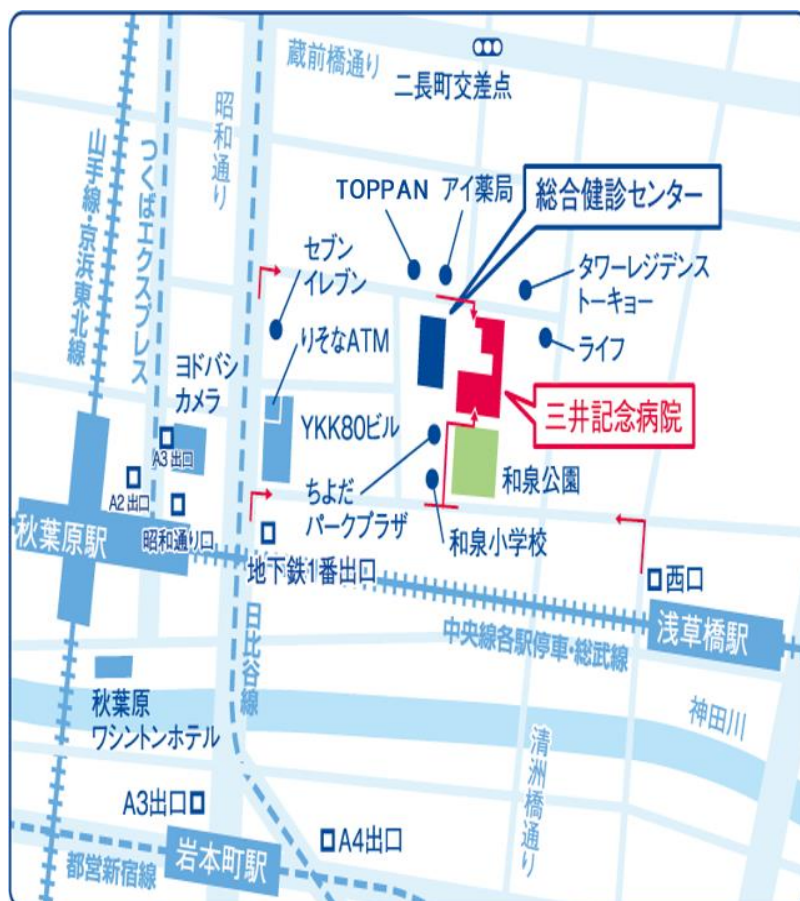 蔵前橋通り
二長町交差点
昭和通り
山手線・京浜東北線
つくばエクスプレス
TOPPAN
アイ薬局
総合健診センター
セブン
イレブン
タワーレジデンス
トーキョー
りそなATM
ライフ
ヨドバシ
カメラ
三井記念病院
YKK80ビル
A3出口
和泉公園
A2出口
ちよだ
パークプラザ
秋葉原駅
昭和通り口
和泉小学校
地下鉄1番出口
西口
日比谷線
中央線各駅停車・総武線
浅草橋駅
秋葉原
ワシントンホテル
神田川
清洲橋通り
A3出口
A4出口
岩本町駅
都営新宿線